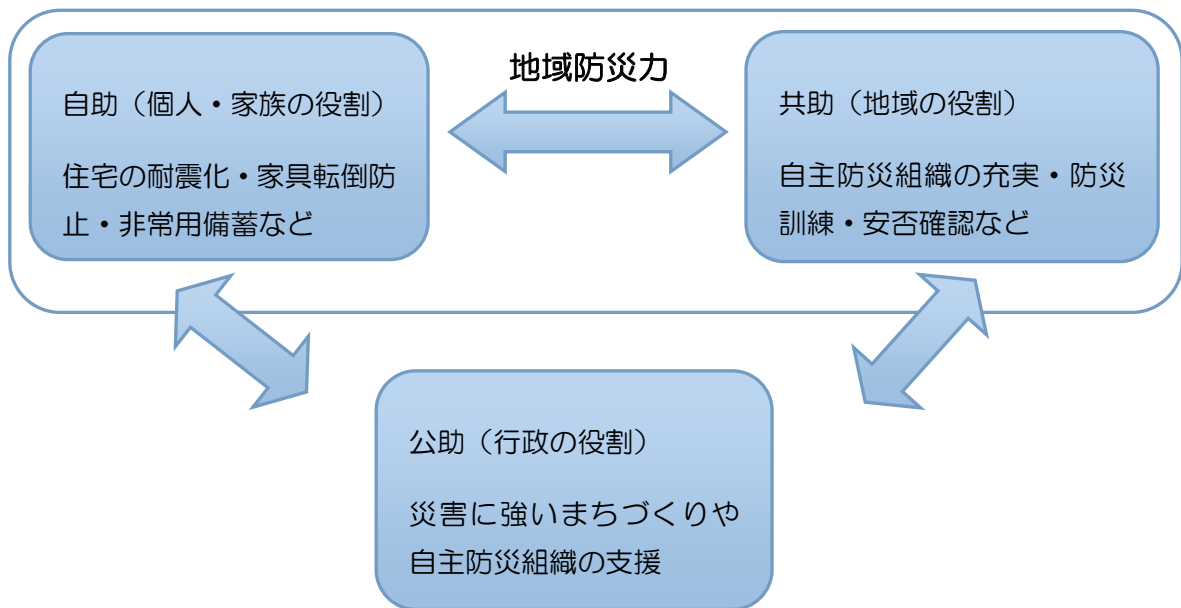 地域防災力
自助（個人・家族の役割）
住宅の耐震化・家具転倒防
止・非常用備蓄など
共助（地域の役割）
自主防災組織の充実・防災
訓練・安否確認など
公助（行政の役割）
災害に強いまちづくりや
自主防災組織の支援